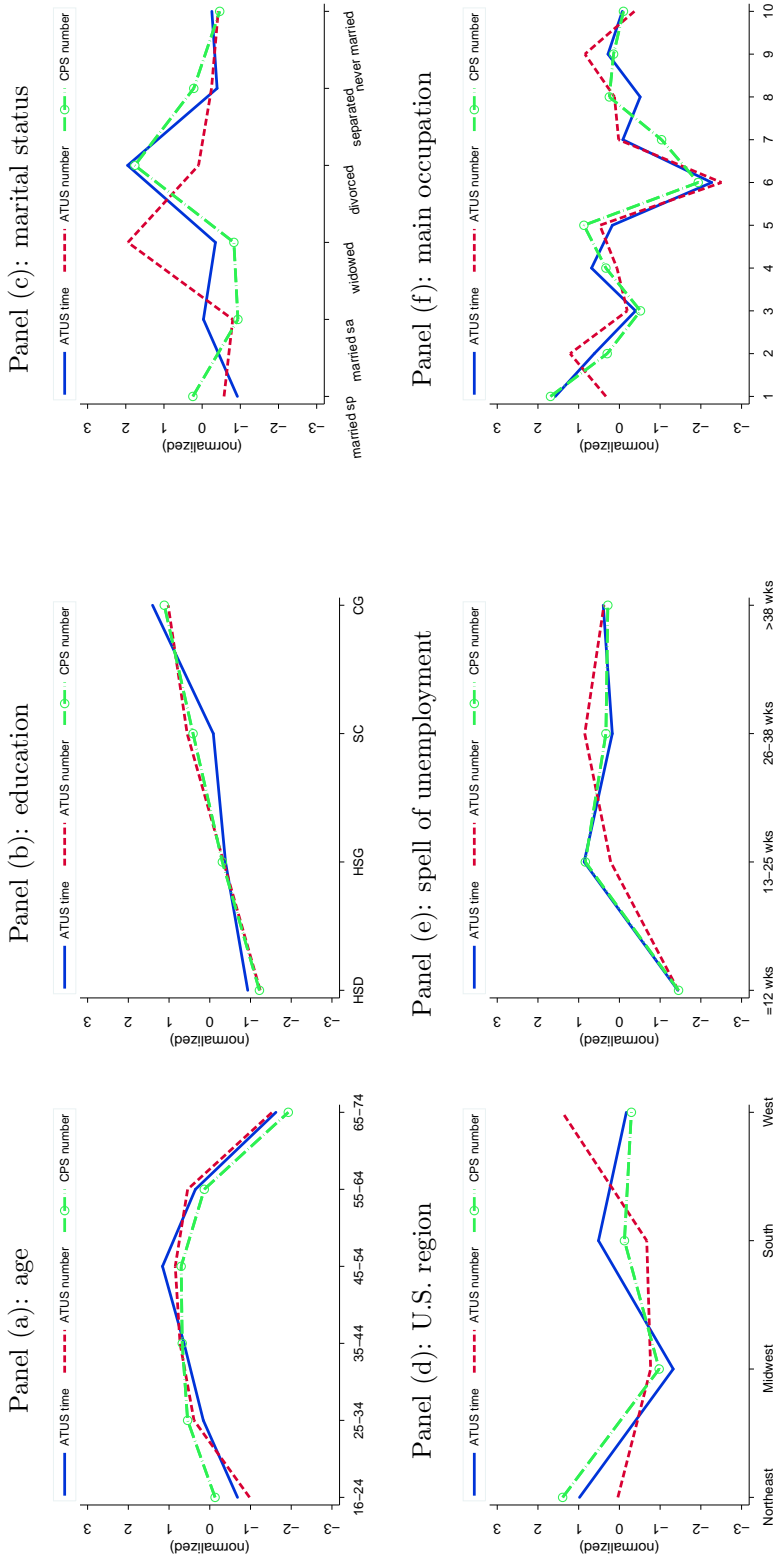 Panel (a): age
ATUS time ATUS number CPS number
3
2
1
0
−1
−2
−3
(normalized)
16−24 25−34 35−44 45−54 55−64 65−74
Panel (b): education
ATUS time ATUS number CPS number
3
2
1
0
−1
−2
−3
(normalized)
HSD HSG SC CG
Panel (c): marital status
ATUS time ATUS number CPS number
3
2
1
0
−1
−2
−3
(normalized)
married sp married sa widowed divorced separated never married
Panel (d): U.S. region
ATUS time ATUS number CPS number
3
2
1
0
−1
−2
−3
(normalized)
Northeast Midwest South West
Panel (e): spell of unemployment
ATUS time ATUS number CPS number
3
2
1
0
−1
−2
−3
(normalized)
=12 wks 13−25 wks 26−38 wks >38 wks
Panel (f): main occupation
ATUS time ATUS number CPS number
3
2
1
0
−1
−2
−3
(normalized)
1 2 3 4 5 6 7 8 9 10